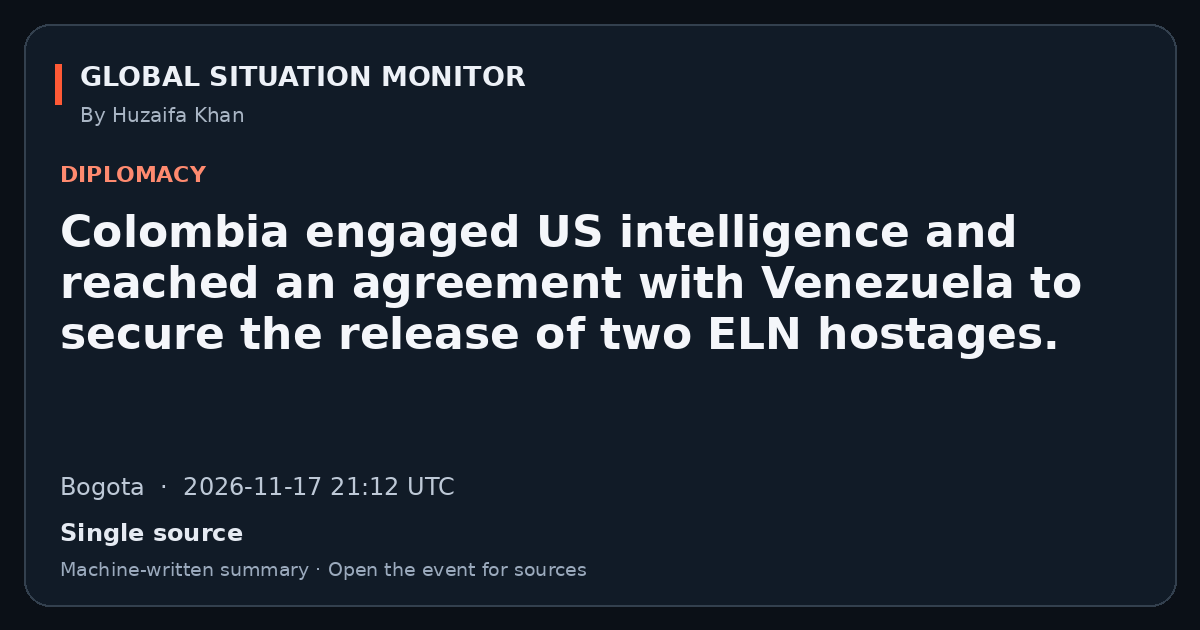 GLOBAL SITUATION MONITOR
By Huzaifa Khan
DIPLOMACY
Colombia engaged US intelligence and
reached an agreement with Venezuela to
secure the release of two ELN hostages.
Bogota · 2026-11-17 21:12 UTC
Single source
Machine-written summary · Open the event for sources